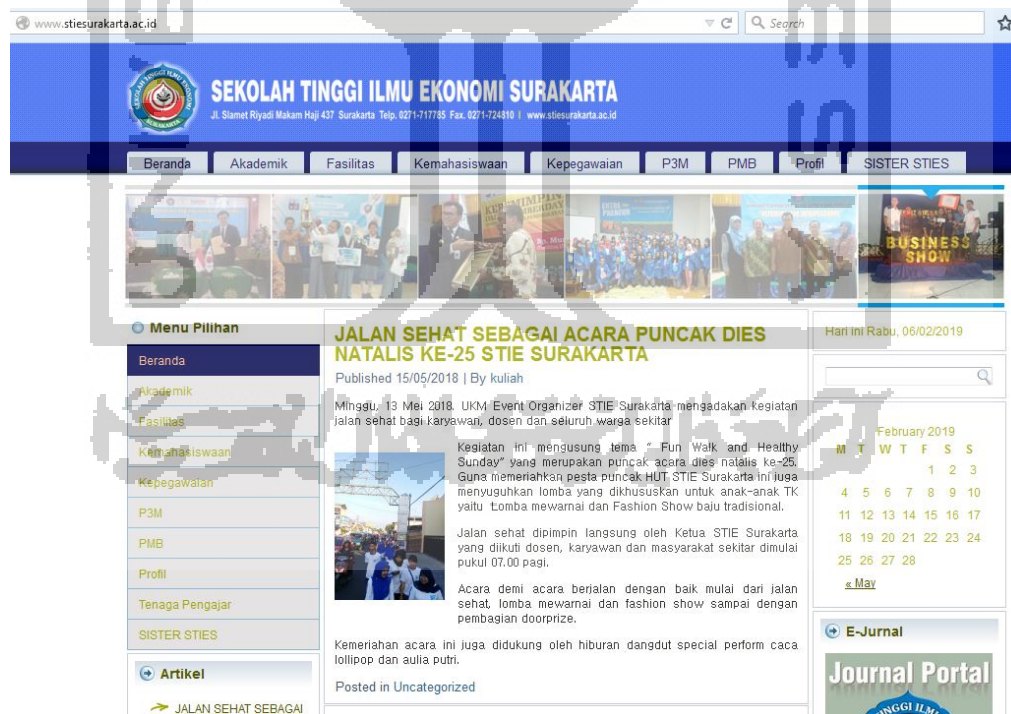 www.stiesurakarta.ac.id
Search
SEKOLAH TINGGI ILMU EKONOMI SURAKARTA
Jl. Slamet Riyadi Makam Haji 437 Surakarta Telp. 0271-717785 Fax. 0271-724810 | www.stiesurakarta.ac.id
Beranda Akademik Fasilitas Kemahasiswaan Kepegawaian P3M PMB Profil SISTER STIES
BUSINESS
SHOW
Menu Pilihan
Beranda
Akademik
Fasilitas
Kemahasiswaan
Kepegawaian
P3M
PMB
Profil
Tenaga Pengajar
SISTER STIES
Artikel
JALAN SEHAT SEBAGAI
JALAN SEHAT SEBAGAI ACARA PUNCAK DIES
NATALIS KE-25 STIE SURAKARTA
Published 15/05/2018 | By kuliah
Minggu, 13 Mei 2018. UKM Event Organizer STIE Surakarta mengadakan kegiatan
jalan sehat bagi karyawan, dosen dan seluruh warga sekitar
Kegiatan ini mengusung tema " Fun Walk and Healthy
Sunday" yang merupakan puncak acara dies natalis ke-25.
Guna memeriahkan pesta puncak HUT STIE Surakarta ini juga
menyuguhkan lomba yang dikhususkan untuk anak-anak TK
yaitu Lomba mewarnai dan Fashion Show baju tradisional.
Jalan sehat dipimpin langsung oleh Ketua STIE Surakarta
yang diikuti dosen, karyawan dan masyarakat sekitar dimulai
pukul 07.00 pagi.
Acara demi acara berjalan dengan baik mulai dari jalan
sehat, lomba mewarnai dan fashion show sampai dengan
pembagian doorprize.
Kemeriahan acara ini juga didukung oleh hiburan dangdut special perform caca
lollipop dan aulia putri.
Posted in Uncategorized
Hari ini Rabu, 06/02/2019
February 2019
M T W T F S S
1 2 3
4 5 6 7 8 9 10
11 12 13 14 15 16 17
18 19 20 21 22 23 24
25 26 27 28
« May
E-Jurnal
Journal Portal